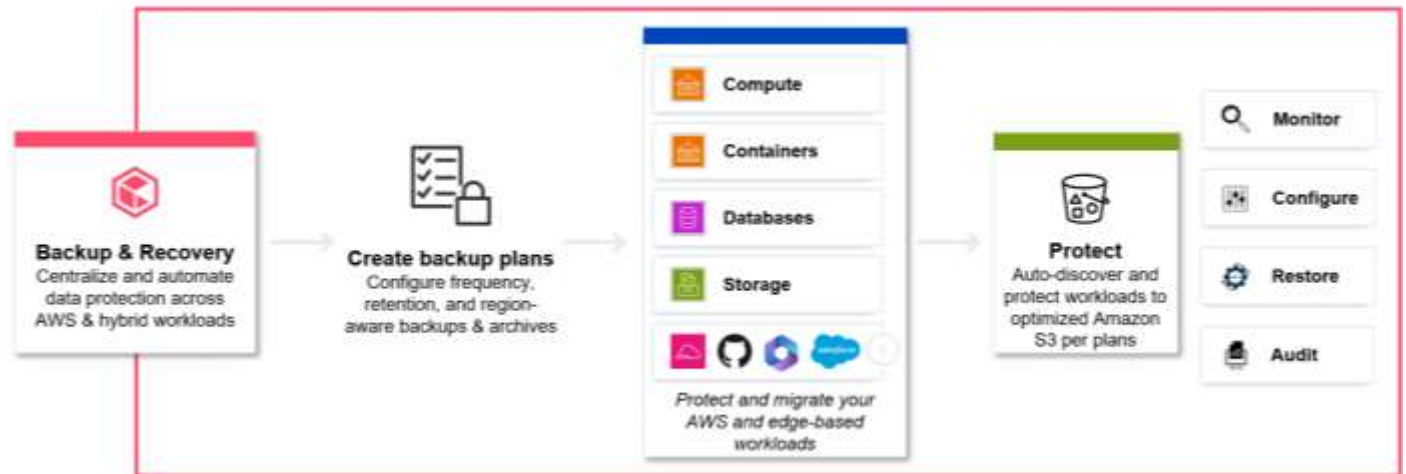 Backup & Recovery
Centralize and automate
data protection across
AWS & hybrid workloads
Create backup plans
Configure frequency,
retention, and region-
aware backups & archives
Compute
Containers
Databases
Storage
salesforce
Protect and migrate your
AWS and edge-based
workloads
Protect
Auto-discover and
protect workloads to
optimized Amazon
S3 per plans
Monitor
Configure
Restore
Audit